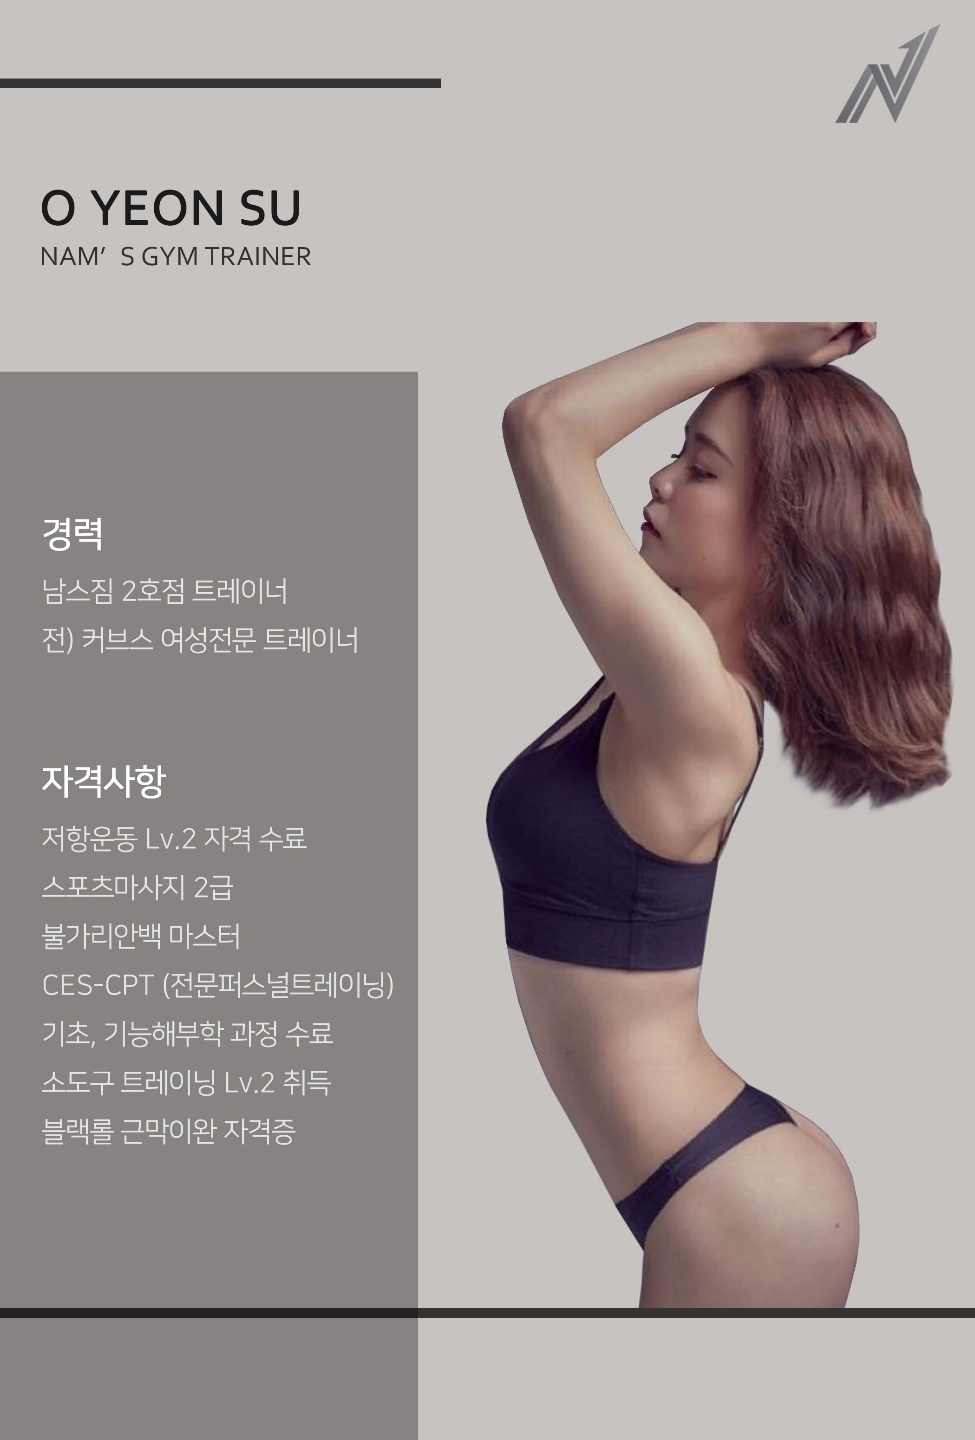 O YEON SU
NAM' S GYM TRAINER
경력
남스짐 2호점 트레이너
전) 커브스 여성전문 트레이너
자격사항
저항운동 Lv.2 자격 수료
스포츠마사지 2급
불가리안백 마스터
CES-CPT (전문퍼스널트레이닝)
기초, 기능해부학 과정 수료
소도구 트레이닝 Lv.2 취득
블랙롤 근막이완 자격증